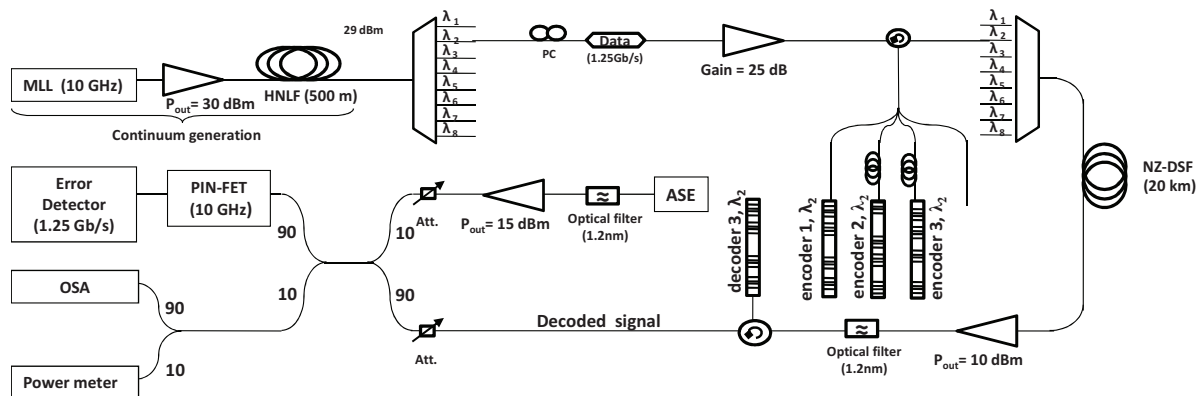 λ1
λ2
λ3
λ4
λ5
λ6
λ7
λ8
29 dBm
MLL (10 GHz)
Pout= 30 dBm
HNLF (500 m)
Continuum generation
PC
Data
(1.25Gb/s)
Gain = 25 dB
λ1
λ2
λ3
λ4
λ5
λ6
λ7
λ8
NZ-DSF
(20 km)
Error
Detector
(1.25 Gb/s)
PIN-FET
(10 GHz)
90
10
Att.
Pout= 15 dBm
Optical filter
(1.2nm)
ASE
decoder 3, λ2
encoder 1, λ2
encoder 2, λ2
encoder 3, λ2
OSA
90
10
90
10
Power meter
Att.
Decoded signal
Optical filter
(1.2nm)
Pout= 10 dBm